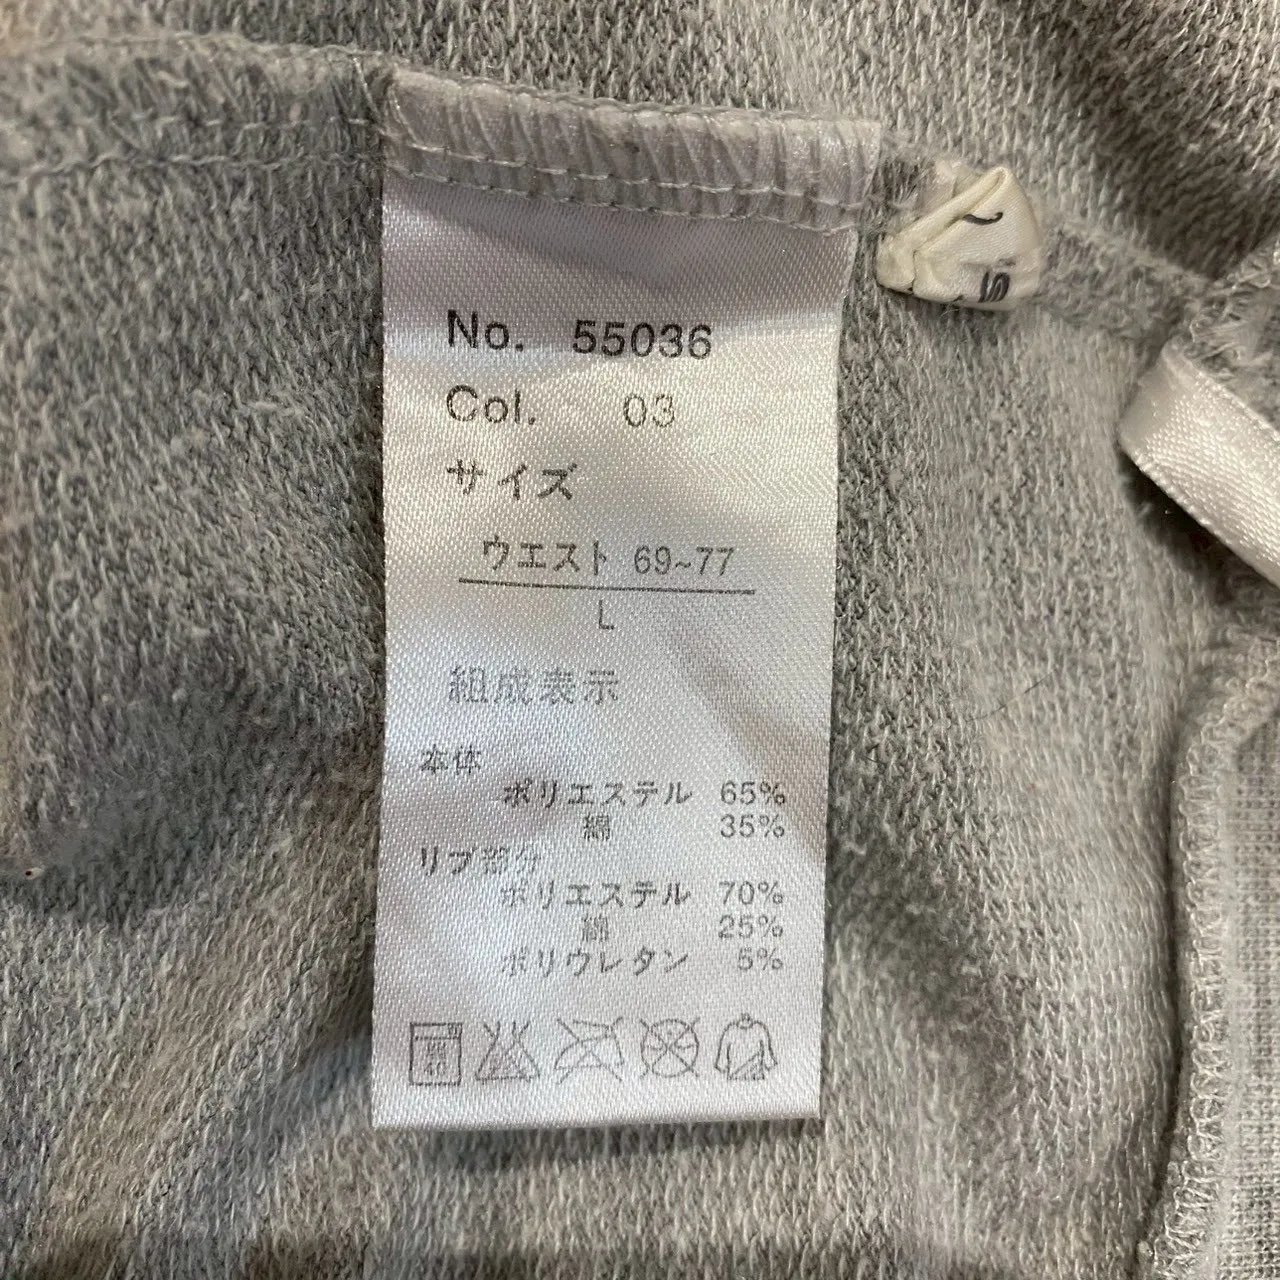 No. 55036
Col. 03
サイズ
ウエスト 69~77
L
組成表示
本体
ポリエステル 65%
綿 35%
リブ部分
ポリエステル 70%
綿 25%
ポリウレタン 5%